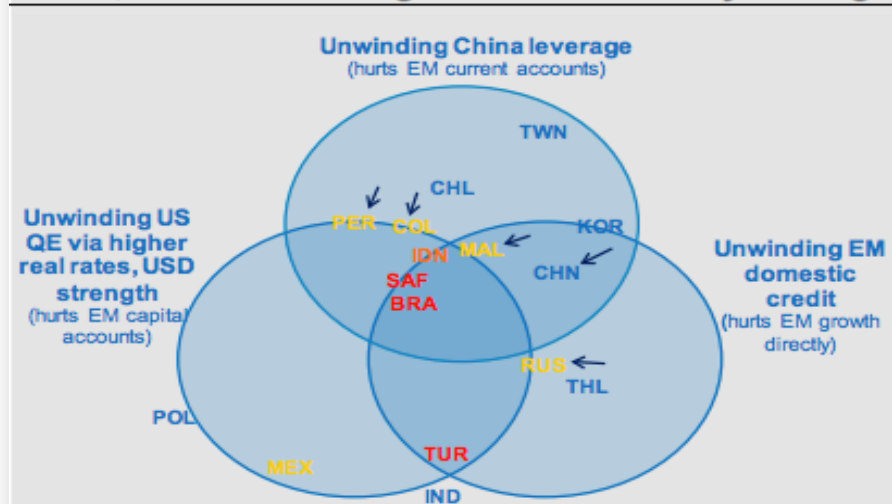 Unwinding China leverage
(hurts EM current accounts)
TWN
CHL
PER
COL
KOR
Unwinding US
QE via higher
real rates, USD
strength
(hurts EM capital
accounts)
IDN
MAL
CHN
SAF
BRA
Unwinding EM
domestic
credit
(hurts EM growth
directly)
RUS
THL
POL
TUR
MEX
IND